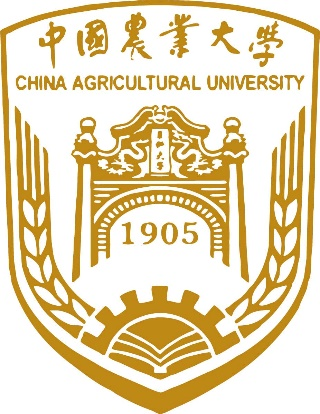 中國農業大學
CHINA AGRICULTURAL UNIVERSITY
1905